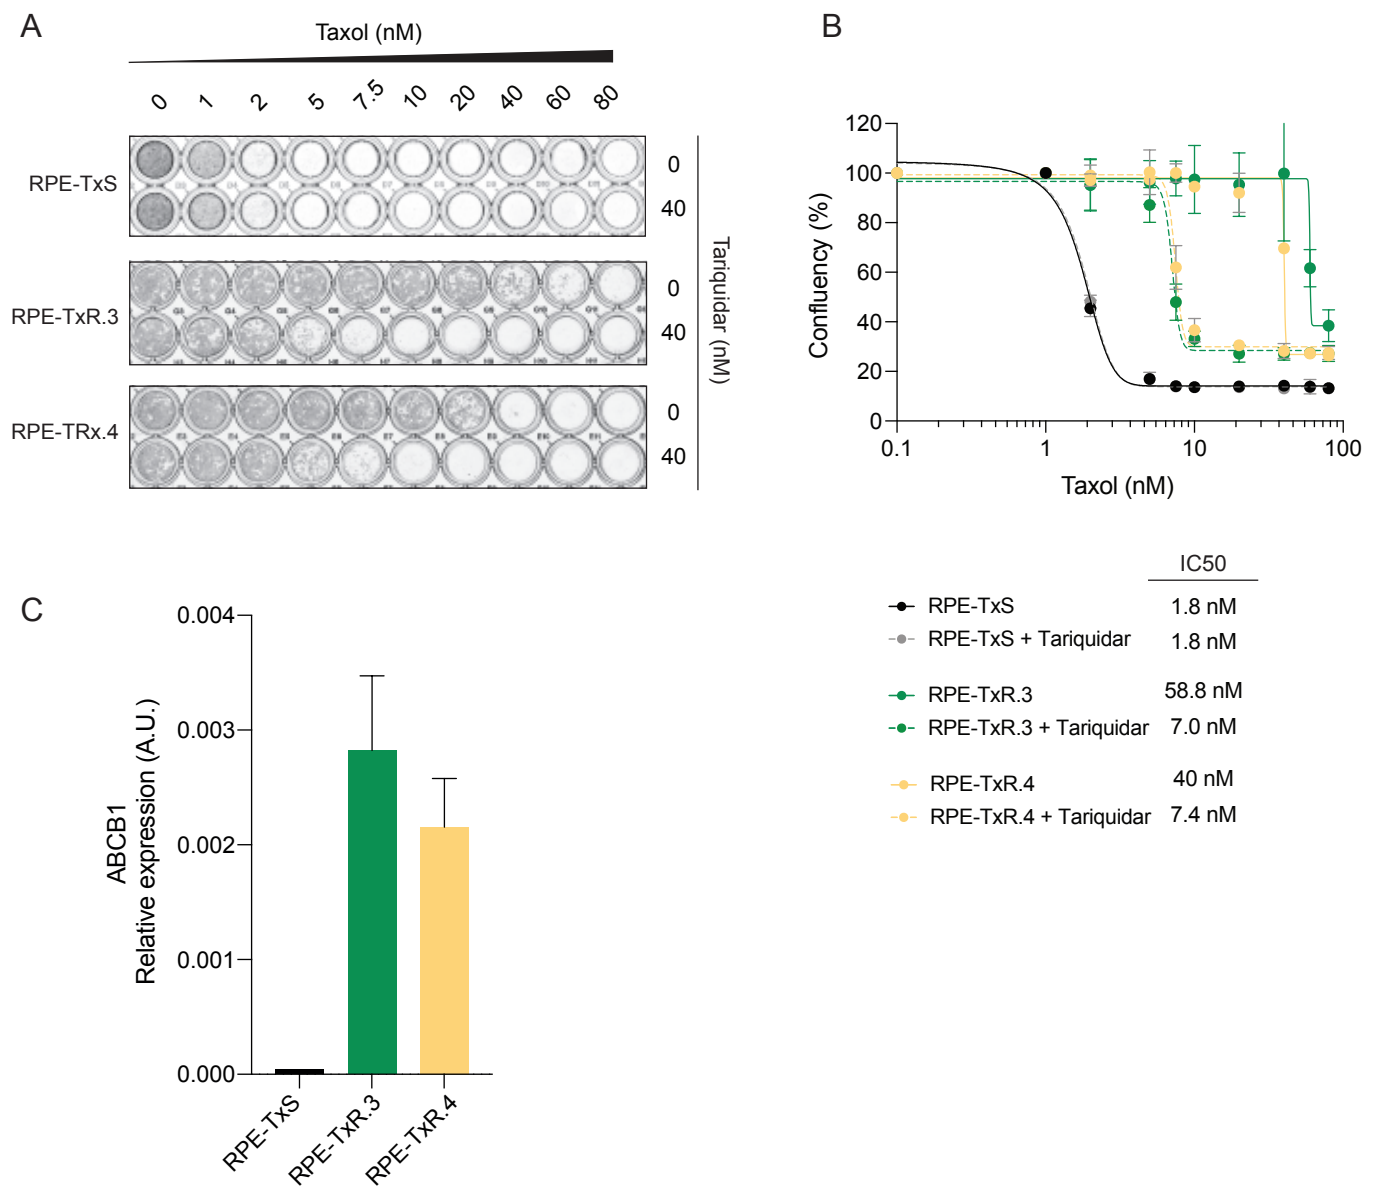 A
Taxol (nM)
0 1 2 5 7.5 10 20 40 60 80
RPE-TxS
0
40
RPE-TxR.3
0
40
RPE-TRx.4
0
40
Tariquidar (nM)
B
120
100
80
60
40
20
0
Confluency (%)
0.1 1 10 100
Taxol (nM)
IC50
RPE-TxS 1.8 nM
RPE-TxS + Tariquidar 1.8 nM
RPE-TxR.3 58.8 nM
RPE-TxR.3 + Tariquidar 7.0 nM
RPE-TxR.4 40 nM
RPE-TxR.4 + Tariquidar 7.4 nM
C
0.004
0.003
0.002
0.001
0.000
ABCB1
Relative expression (A.U.)
RPE-TxS
RPE-TxR.3
RPE-TxR.4